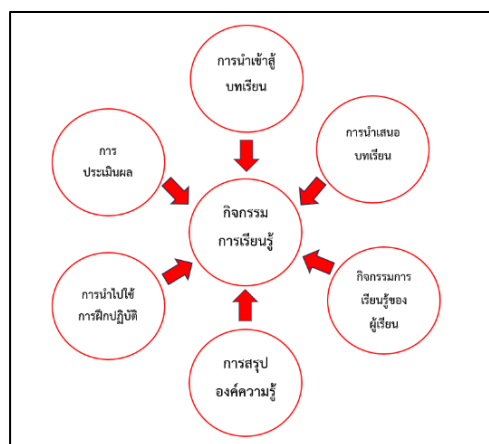 การนำเข้าสู้
บทเรียน
การนำเสนอ
บทเรียน
กิจกรรมการ
เรียนรู้ของ
ผู้เรียน
การสรุป
องค์ความรู้
การนำไปใช้
การฝึกปฏิบัติ
การ
ประเมินผล
กิจกรรม
การเรียนรู้